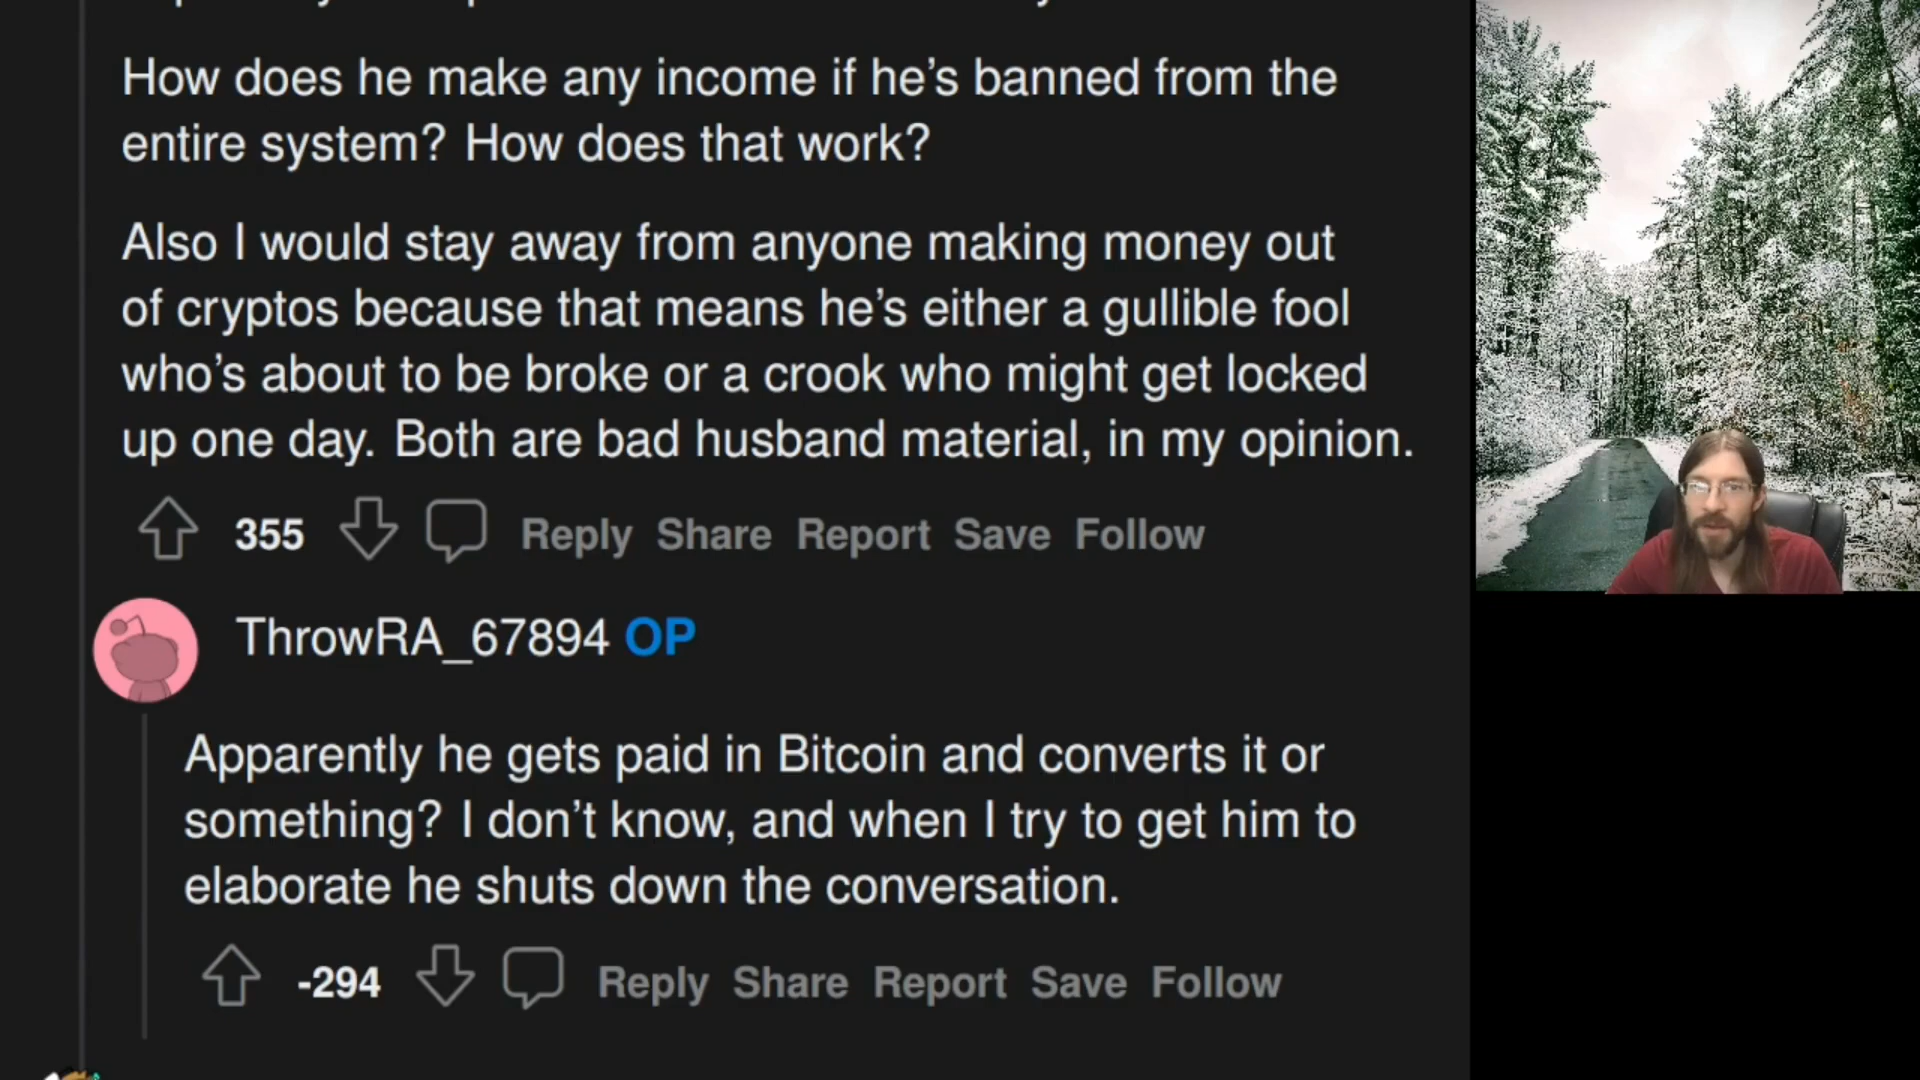 How does he make any income if he’s banned from the
entire system? How does that work?
Also I would stay away from anyone making money out
of cryptos because that means he’s either a gullible fool
who’s about to be broke or a crook who might get locked
up one day. Both are bad husband material, in my opinion.
355 Reply Share Report Save Follow
ThrowRA_67894 OP
Apparently he gets paid in Bitcoin and converts it or
something? I don’t know, and when I try to get him to
elaborate he shuts down the conversation.
-294 Reply Share Report Save Follow